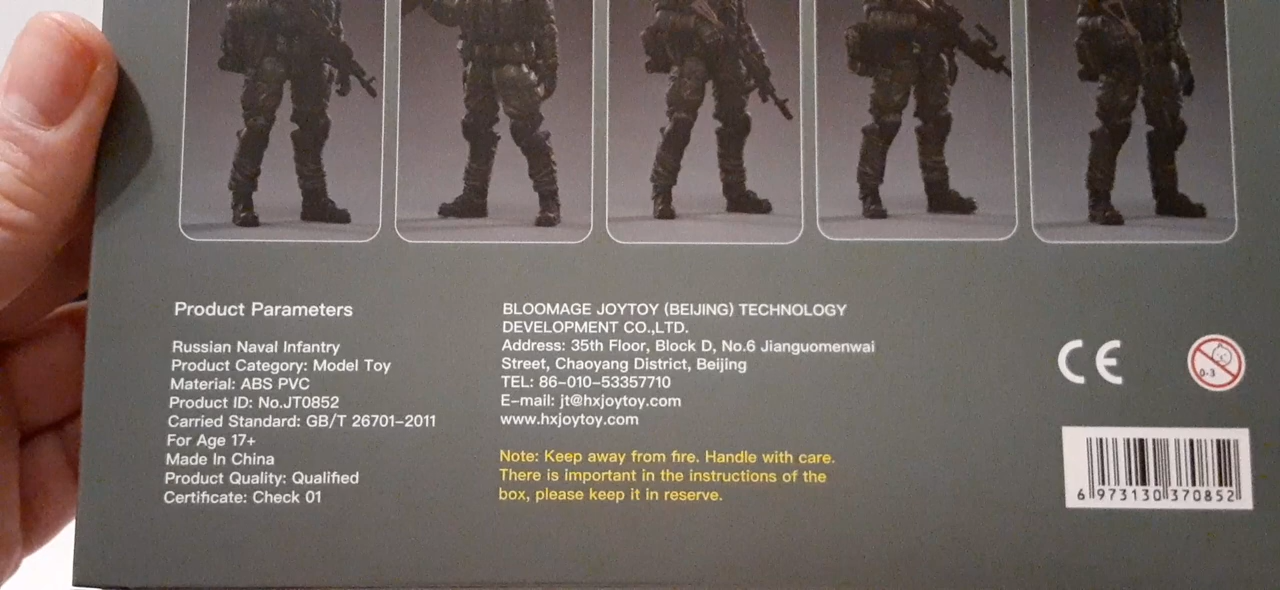 Product Parameters
Russian Naval Infantry
Product Category: Model Toy
Material: ABS PVC
Product ID: No.JT0852
Carried Standard: GB/T 26701-2011
For Age 17+
Made In China
Product Quality: Qualified
Certificate: Check 01
BLOOMAGE JOYTOY (BEIJING) TECHNOLOGY
DEVELOPMENT CO.,LTD.
Address: 35th Floor, Block D, No.6 Jianguomenwai
Street, Chaoyang District, Beijing
TEL: 86-010-53357710
E-mail: jt@hxjoytoy.com
www.hxjoytoy.com
Note: Keep away from fire. Handle with care.
There is important in the instructions of the
box, please keep it in reserve.
CE
0-3
6 973130 370852